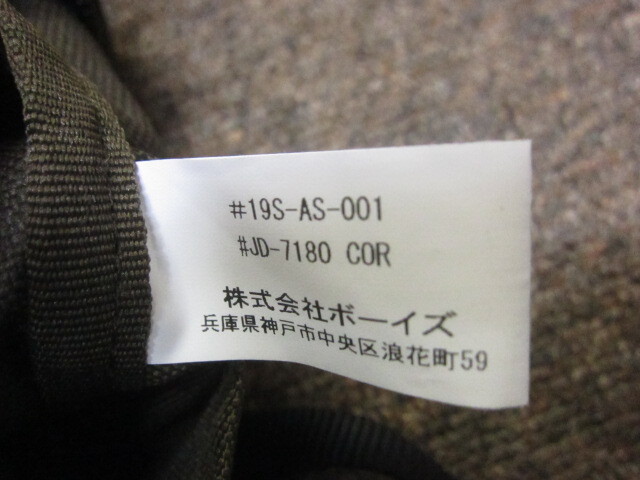 #19S-AS-001
#JD-7180 COR
株式会社ボーイズ
兵庫県神戸市中央区浪花町59